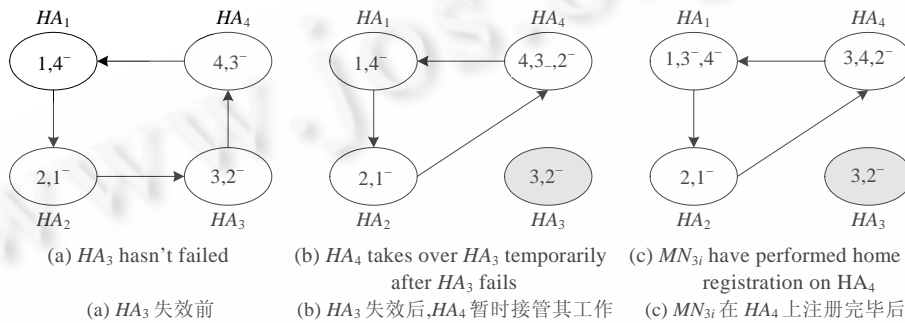 HA₁ HA₄ HA₁ HA₄ HA₁ HA₄
1,4⁻ 4,3⁻ 1,4⁻ 4,3₋,2⁻ 1,3⁻,4⁻ 3,4,2⁻
2,1⁻ 3,2⁻ 2,1⁻ 3,2⁻ 2,1⁻ 3,2⁻
HA₂ HA₃ HA₂ HA₃ HA₂ HA₃
(a) HA₃ hasn't failed (b) HA₄ takes over HA₃ temporarily (c) MN₃ᵢ have performed home
after HA₃ fails registration on HA₄
(a) HA₃ 失效前 (b) HA₃ 失效后,HA₄ 暂时接管其工作 (c) MN₃ᵢ 在 HA₄ 上注册完毕后